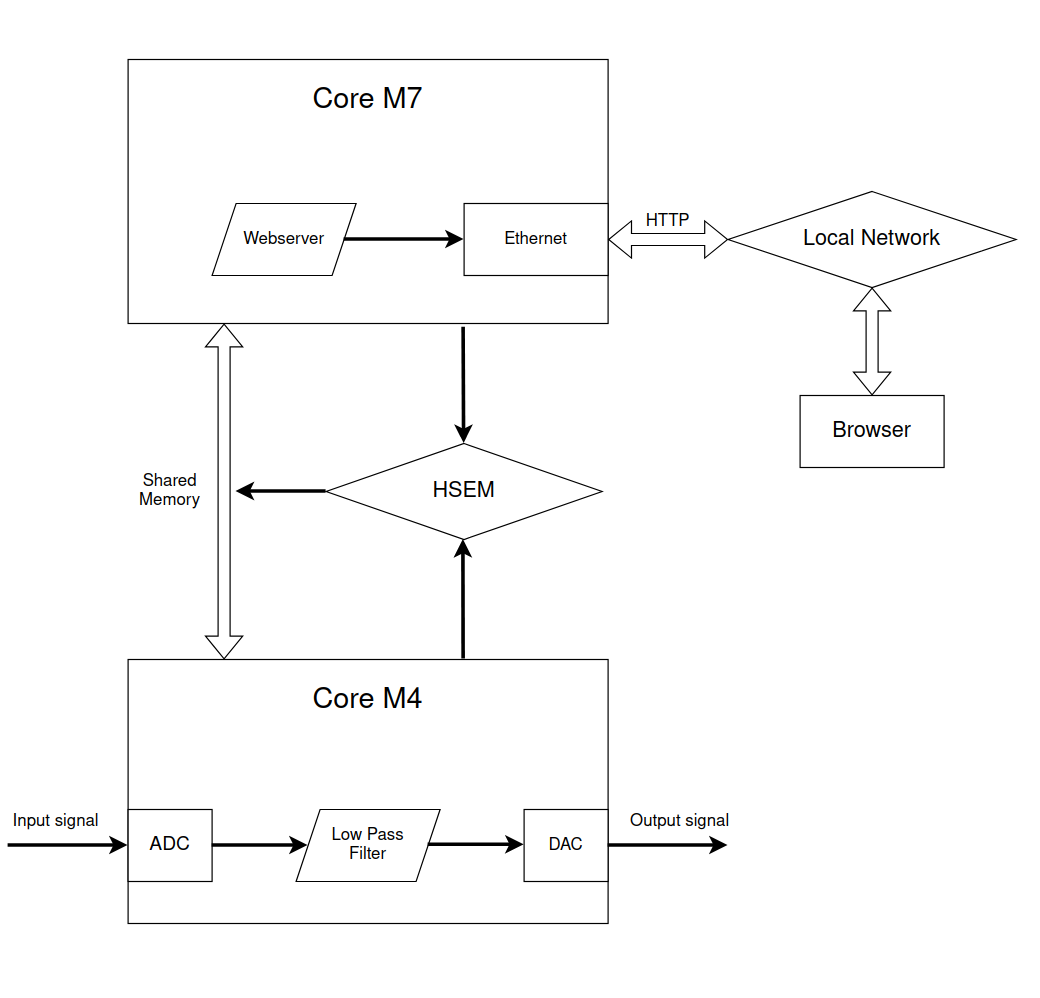 Core M7
Webserver
Ethernet
HTTP
Local Network
Browser
Shared
Memory
HSEM
Core M4
Input signal
ADC
Low Pass
Filter
DAC
Output signal